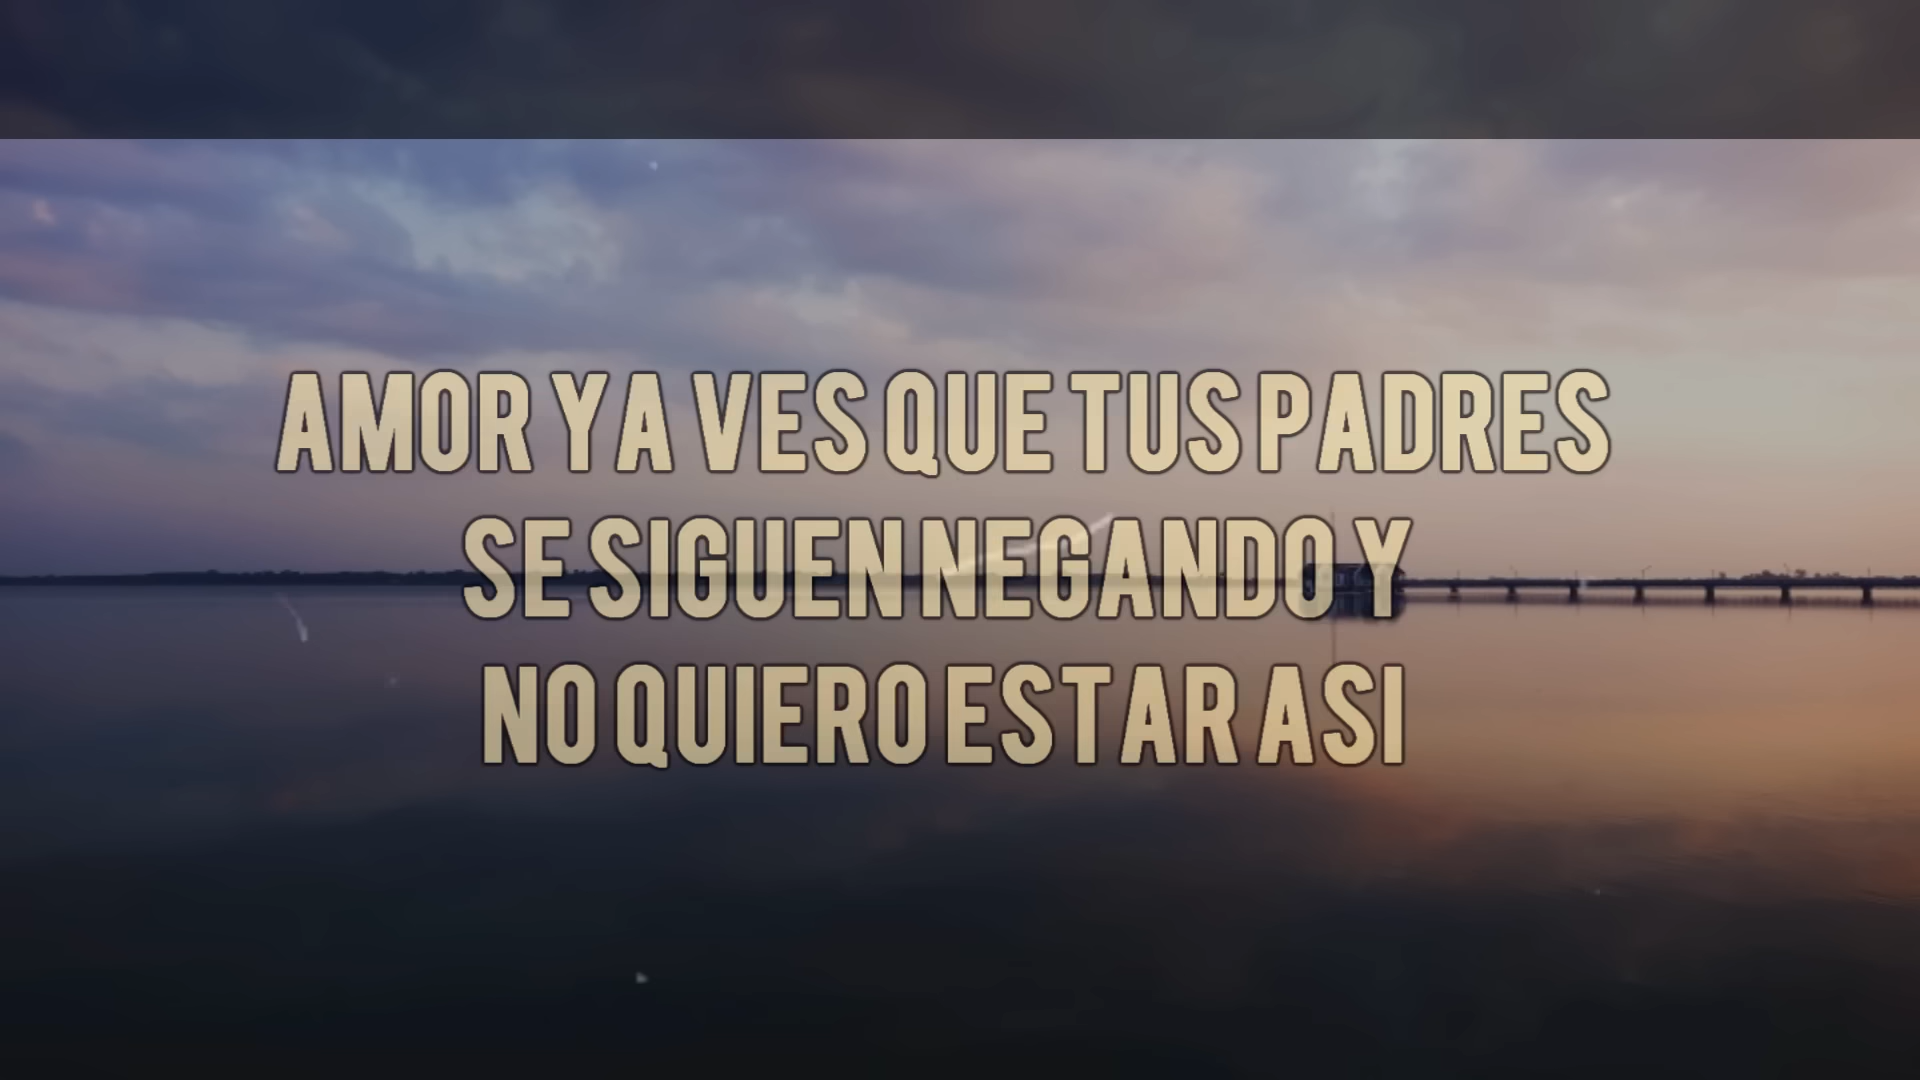 AMOR YA VES QUE TUS PADRES
SE SIGUEN NEGANDO Y
NO QUIERO ESTAR ASI